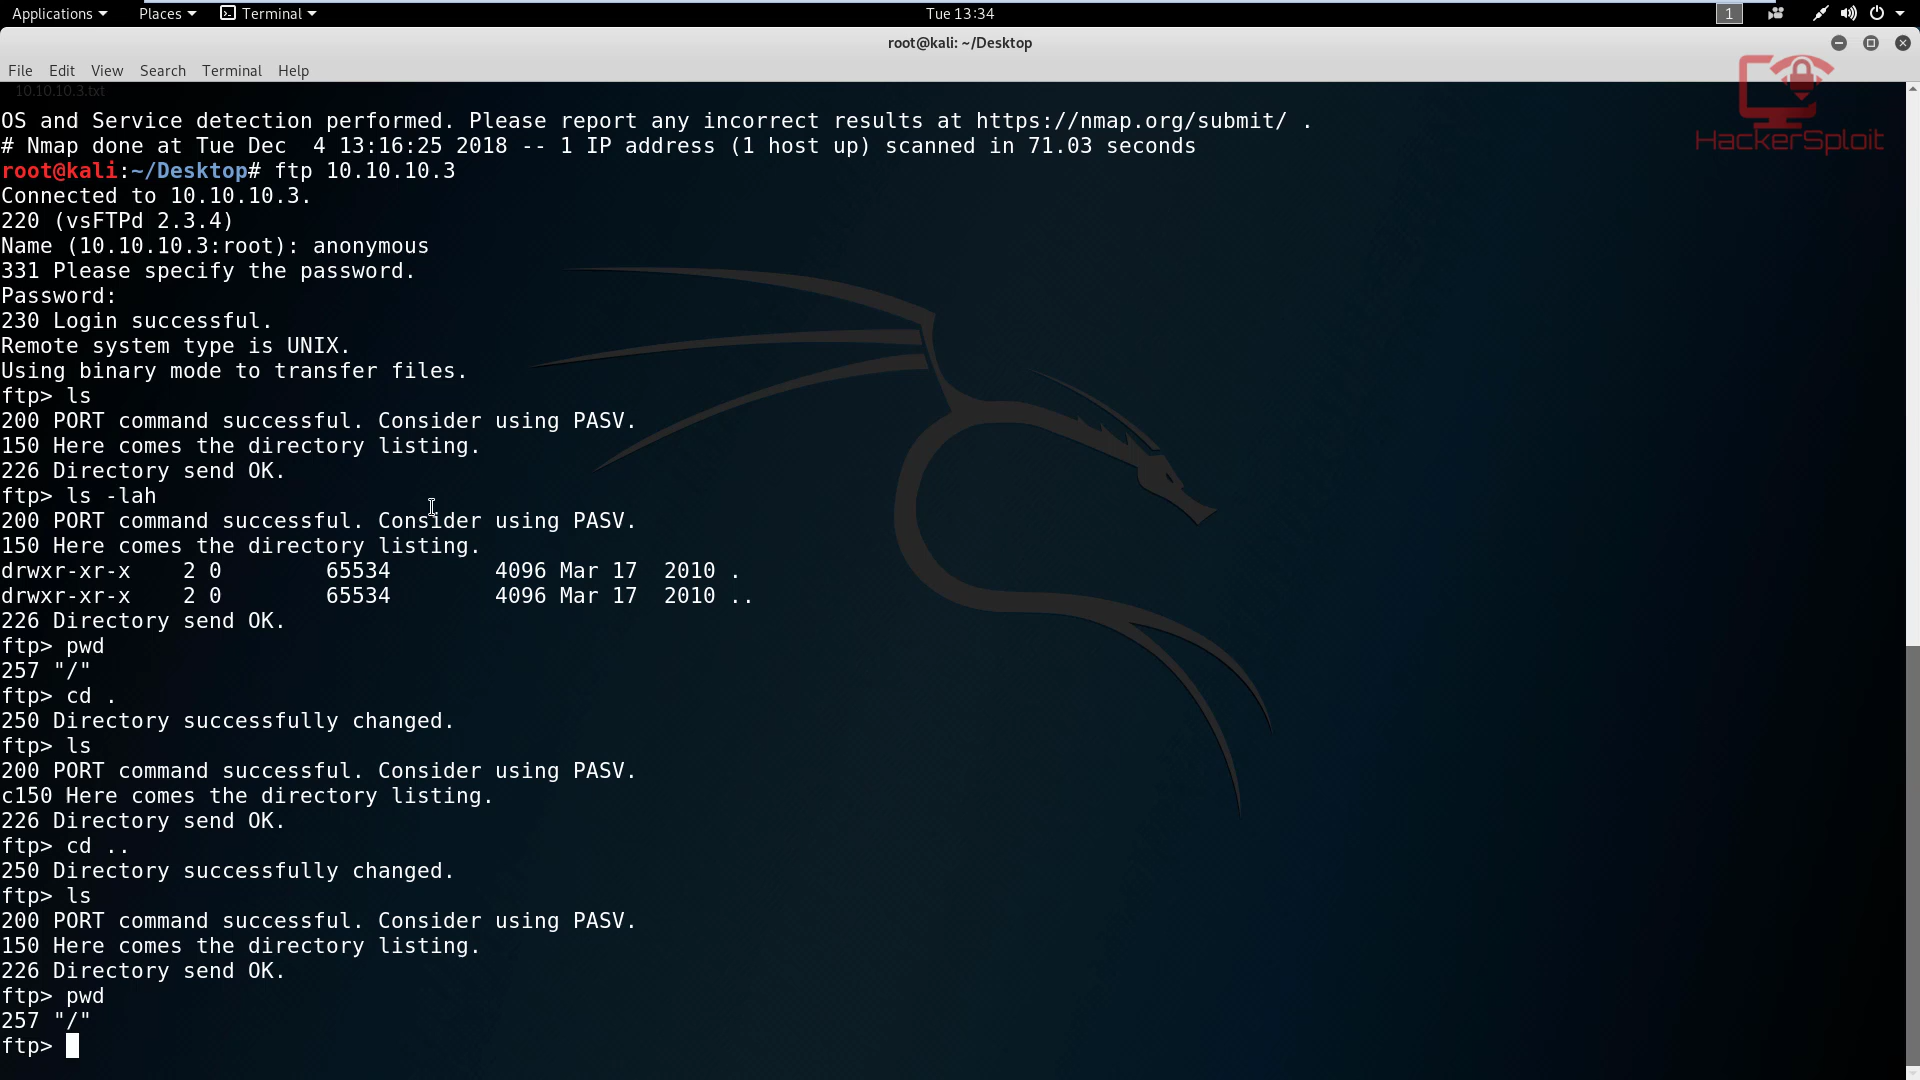 Applications Places Terminal Tue 13:34 1
root@kali: ~/Desktop
File Edit View Search Terminal Help
10.10.10.3.txt
HackerSploit
OS and Service detection performed. Please report any incorrect results at https://nmap.org/submit/ .
# Nmap done at Tue Dec  4 13:16:25 2018 -- 1 IP address (1 host up) scanned in 71.03 seconds
root@kali:~/Desktop# ftp 10.10.10.3
Connected to 10.10.10.3.
220 (vsFTPd 2.3.4)
Name (10.10.10.3:root): anonymous
331 Please specify the password.
Password:
230 Login successful.
Remote system type is UNIX.
Using binary mode to transfer files.
ftp> ls
200 PORT command successful. Consider using PASV.
150 Here comes the directory listing.
226 Directory send OK.
ftp> ls -lah
200 PORT command successful. Consider using PASV.
150 Here comes the directory listing.
drwxr-xr-x    2 0        65534        4096 Mar 17  2010 .
drwxr-xr-x    2 0        65534        4096 Mar 17  2010 ..
226 Directory send OK.
ftp> pwd
257 "/"
ftp> cd .
250 Directory successfully changed.
ftp> ls
200 PORT command successful. Consider using PASV.
c150 Here comes the directory listing.
226 Directory send OK.
ftp> cd ..
250 Directory successfully changed.
ftp> ls
200 PORT command successful. Consider using PASV.
150 Here comes the directory listing.
226 Directory send OK.
ftp> pwd
257 "/"
ftp>